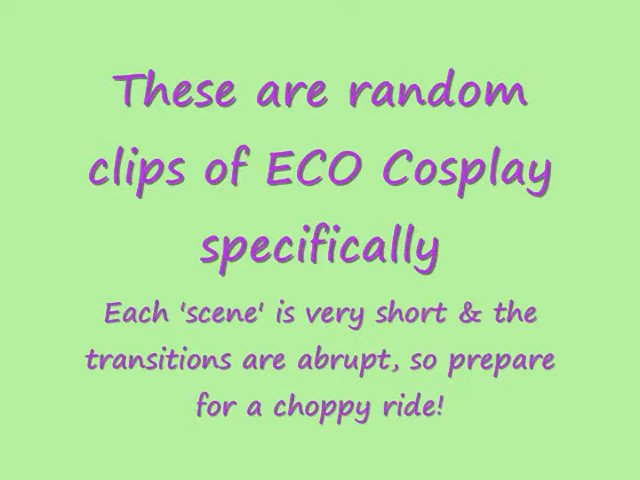 These are random
clips of ECO Cosplay
specifically
Each 'scene' is very short & the
transitions are abrupt, so prepare
for a choppy ride!